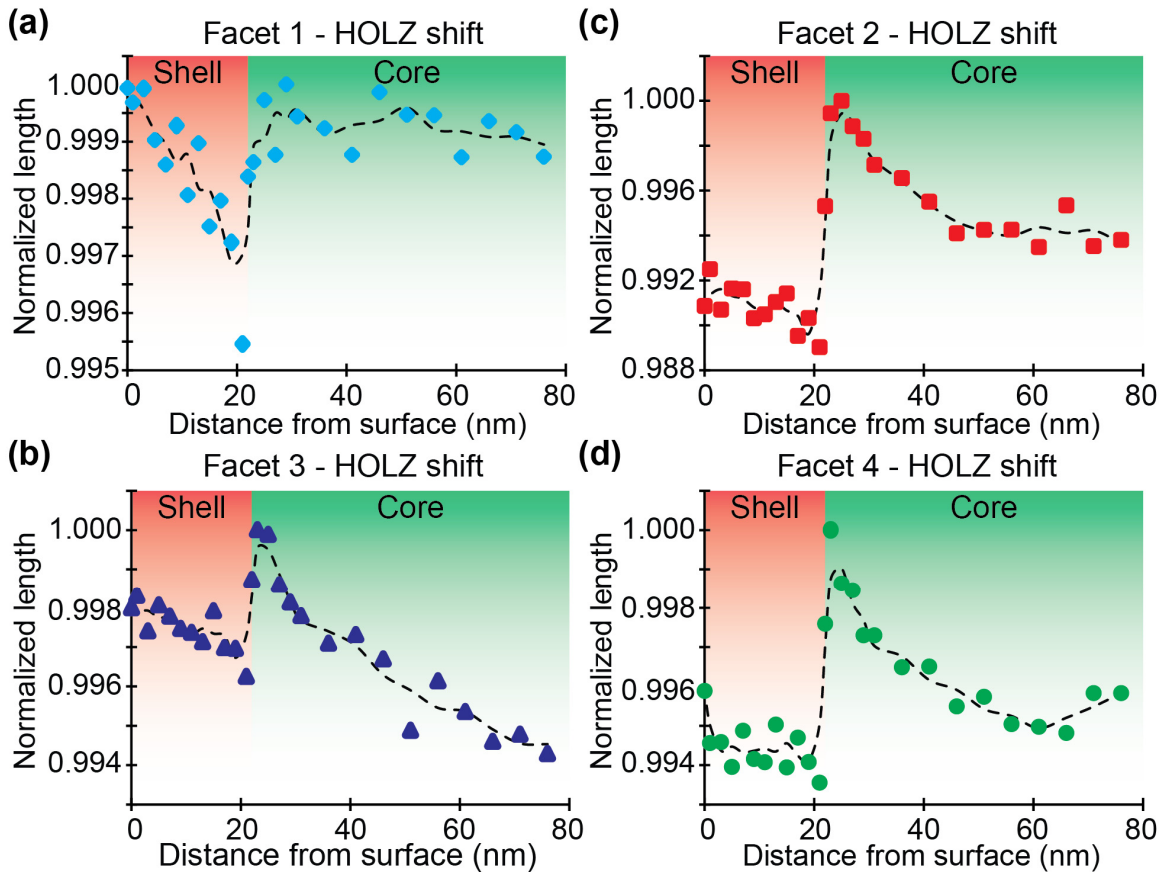 (a)
Facet 1 - HOLZ shift
Shell
Core
1.000
0.999
0.998
0.997
0.996
0.995
Normalized length
0
20
40
60
80
Distance from surface (nm)
(c)
Facet 2 - HOLZ shift
Shell
Core
1.000
0.996
0.992
0.988
Normalized length
0
20
40
60
80
Distance from surface (nm)
(b)
Facet 3 - HOLZ shift
Shell
Core
1.000
0.998
0.996
0.994
Normalized length
0
20
40
60
80
Distance from surface (nm)
(d)
Facet 4 - HOLZ shift
Shell
Core
1.000
0.998
0.996
0.994
Normalized length
0
20
40
60
80
Distance from surface (nm)